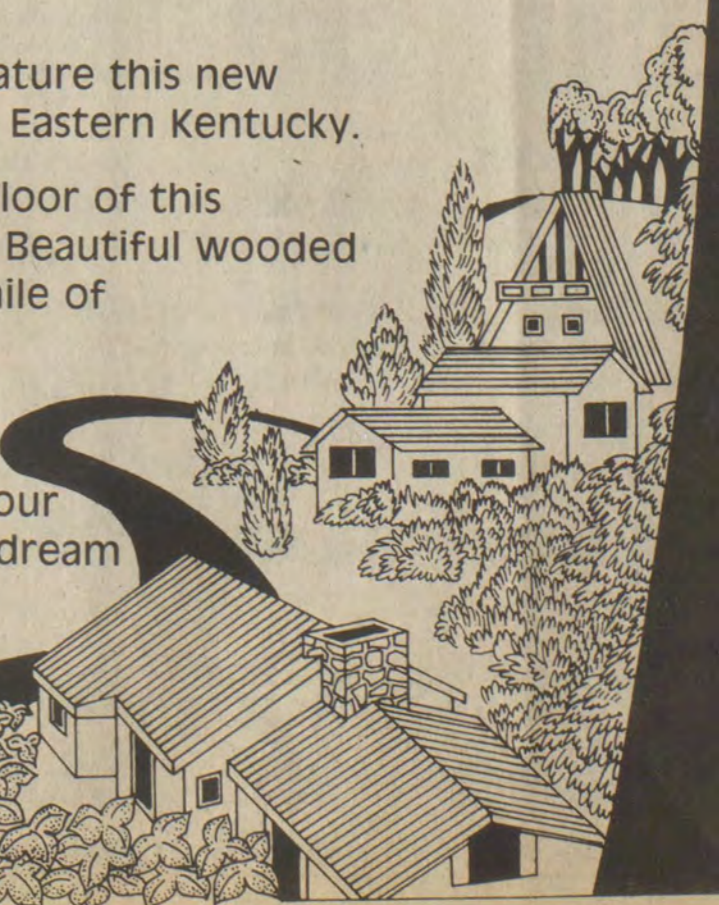 ature this new
Eastern Kentucky.
loor of this
Beautiful wooded
ile of
our
dream